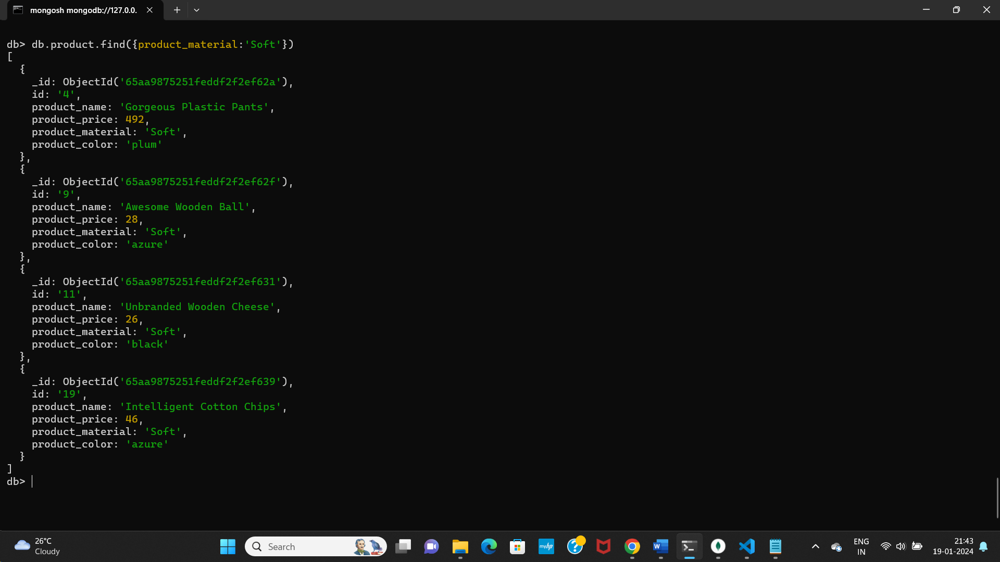 mongosh mongodb://127.0.0.
db> db.product.find({product_material:'Soft'})
[
  {
    _id: ObjectId('65aa9875251feddf2f2ef62a'),
    id: '4',
    product_name: 'Gorgeous Plastic Pants',
    product_price: 492,
    product_material: 'Soft',
    product_color: 'plum'
  },
  {
    _id: ObjectId('65aa9875251feddf2f2ef62f'),
    id: '9',
    product_name: 'Awesome Wooden Ball',
    product_price: 28,
    product_material: 'Soft',
    product_color: 'azure'
  },
  {
    _id: ObjectId('65aa9875251feddf2f2ef631'),
    id: '11',
    product_name: 'Unbranded Wooden Cheese',
    product_price: 26,
    product_material: 'Soft',
    product_color: 'black'
  },
  {
    _id: ObjectId('65aa9875251feddf2f2ef639'),
    id: '19',
    product_name: 'Intelligent Cotton Chips',
    product_price: 46,
    product_material: 'Soft',
    product_color: 'azure'
  }
]
db>
26°C
Cloudy
Search
myhp
ENG
IN
21:43
19-01-2024